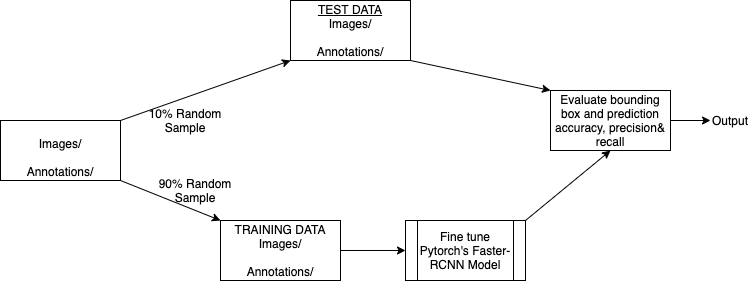 TEST DATA
Images/
Annotations/
10% Random
Sample
Images/
Annotations/
Evaluate bounding
box and prediction
accuracy, precision&
recall
Output
90% Random
Sample
TRAINING DATA
Images/
Annotations/
Fine tune
Pytorch's Faster-
RCNN Model